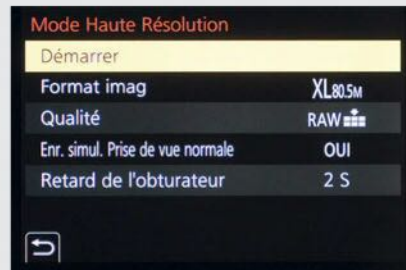 Mode Haute Résolution
Démarrer
Format imag XL80.5M
Qualité RAW
Enr. simul. Prise de vue normale OUI
Retard de l'obturateur 2 S